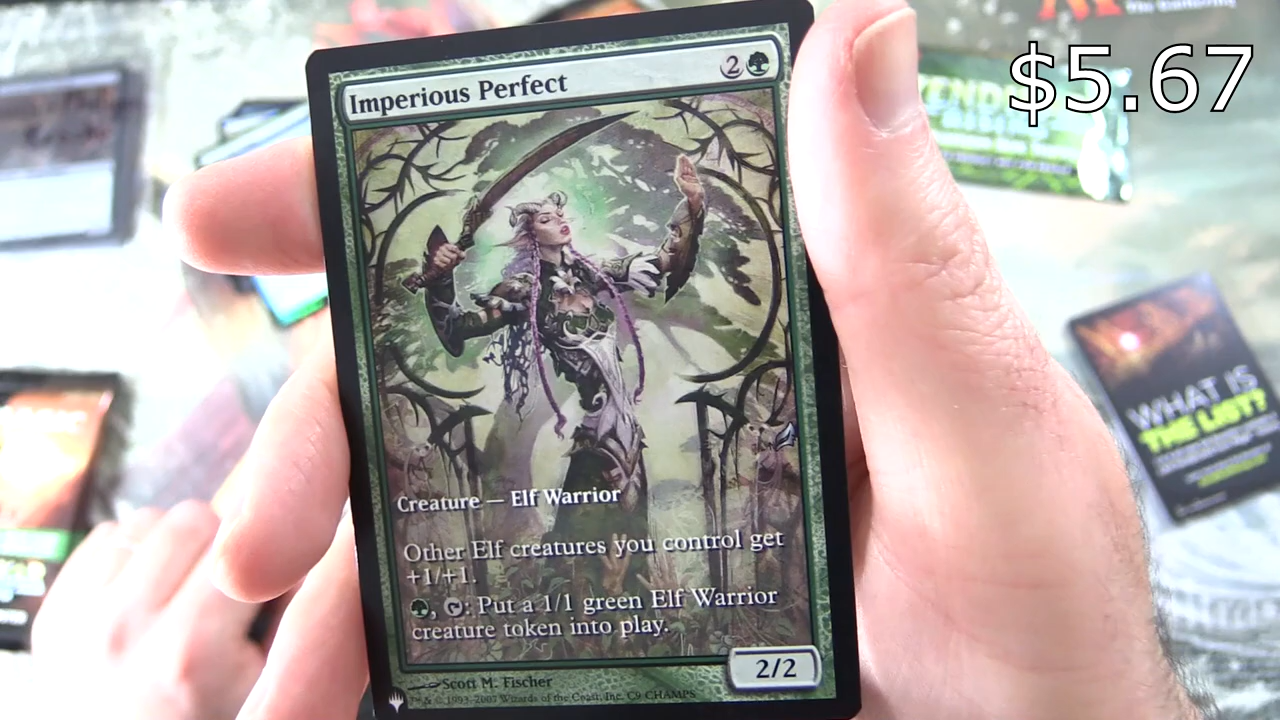 The Gathering
$5.67
Imperious Perfect
2
WHAT IS
THE LIST?
Creature — Elf Warrior
Other Elf creatures you control get
+1/+1.
: Put a 1/1 green Elf Warrior
creature token into play.
2/2
Scott M. Fischer
™ & © 1993-2007 Wizards of the Coast, Inc. C9 CHAMPS